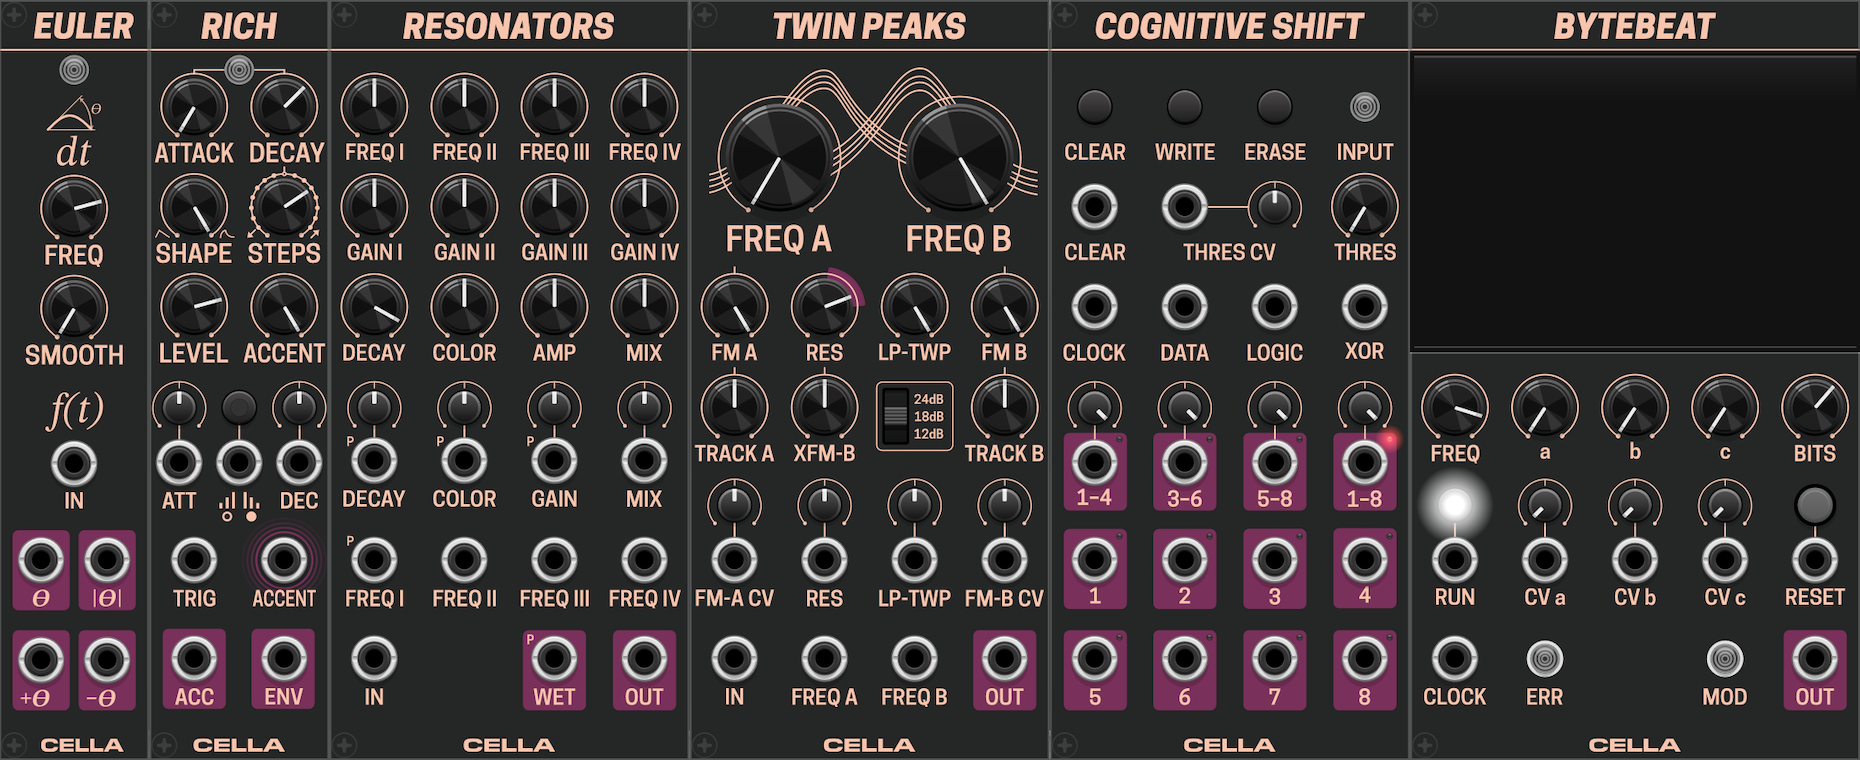 EULER
θ
dt
FREQ
SMOOTH
f(t)
IN
θ |θ|
+θ −θ
CELLA
RICH
ATTACK DECAY
SHAPE STEPS
LEVEL ACCENT
ATT DEC
TRIG ACCENT
ACC ENV
CELLA
RESONATORS
FREQ I FREQ II FREQ III FREQ IV
GAIN I GAIN II GAIN III GAIN IV
DECAY COLOR AMP MIX
P P P
DECAY COLOR GAIN MIX
P
FREQ I FREQ II FREQ III FREQ IV
P
IN WET OUT
CELLA
TWIN PEAKS
FREQ A FREQ B
FM A RES LP-TWP FM B
24dB
18dB
12dB
TRACK A XFM-B TRACK B
FM-A CV RES LP-TWP FM-B CV
IN FREQ A FREQ B OUT
CELLA
COGNITIVE SHIFT
CLEAR WRITE ERASE INPUT
CLEAR THRES CV THRES
CLOCK DATA LOGIC XOR
1-4 3-6 5-8 1-8
1 2 3 4
5 6 7 8
CELLA
BYTEBEAT
FREQ a b c BITS
RUN CV a CV b CV c RESET
CLOCK ERR MOD OUT
CELLA